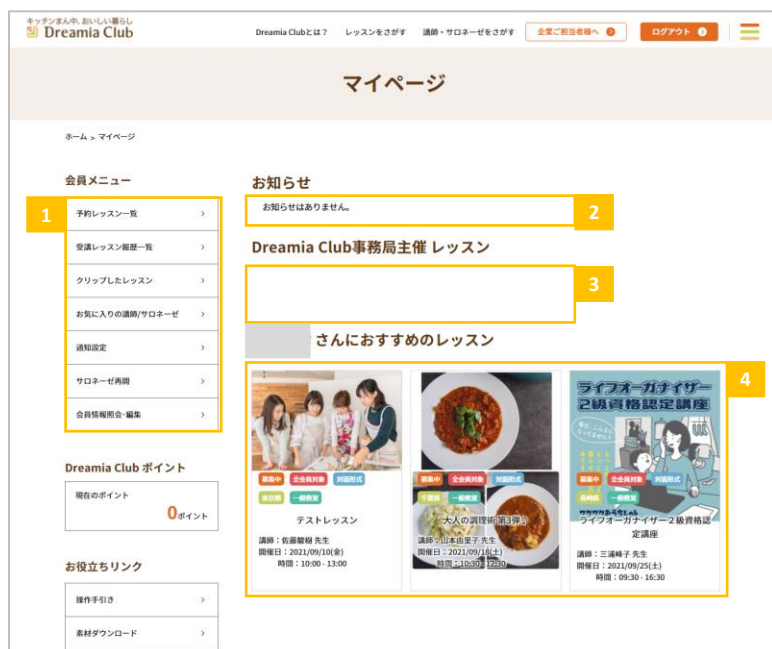 キッチンまん中、おいしい暮らし
Dreamia Club
Dreamia Clubとは？ レッスンをさがす 講師・サロネーゼをさがす 企業ご担当者様へ ログアウト
マイページ
ホーム > マイページ
会員メニュー
1
予約レッスン一覧
受講レッスン履歴一覧
クリップしたレッスン
お気に入りの講師/サロネーゼ
通知設定
サロネーゼ再開
会員情報照会・編集
Dreamia Club ポイント
現在のポイント
0ポイント
お役立ちリンク
操作手引き
素材ダウンロード
お知らせ
お知らせはありません。
2
Dreamia Club事務局主催 レッスン
3
さんにおすすめのレッスン
4
募集中 全会員対象 対面形式
東京都 一般教室
テストレッスン
講師：佐藤駿樹 先生
開催日：2021/09/10(金)
時間：10:00 - 13:00
募集中 全会員対象 対面形式
千葉県 一般教室
大人の調理術 第3弾♪
講師：山本由里子 先生
開催日：2021/09/18(土)
時間：10:30 - 12:30
ライフオーガナイザー
2級資格認定講座
募集中 全会員対象 対面形式
長崎県 一般教室
ワクワクおうちしゅ
ライフオーガナイザー２級資格認
定講座
講師：三浦峰子 先生
開催日：2021/09/25(土)
時間：09:30 - 16:30